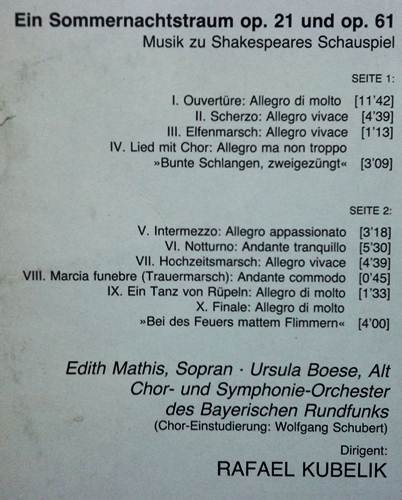 Ein Sommernachtstraum op. 21 und op. 61
Musik zu Shakespeares Schauspiel
SEITE 1:
I. Ouvertüre: Allegro di molto [11'42]
II. Scherzo: Allegro vivace [4'39]
III. Elfenmarsch: Allegro vivace [1'13]
IV. Lied mit Chor: Allegro ma non troppo
»Bunte Schlangen, zweigezüngt« [3'09]
SEITE 2:
V. Intermezzo: Allegro appassionato [3'18]
VI. Notturno: Andante tranquillo [5'30]
VII. Hochzeitsmarsch: Allegro vivace [4'39]
VIII. Marcia funebre (Trauermarsch): Andante commodo [0'45]
IX. Ein Tanz von Rüpeln: Allegro di molto [1'33]
X. Finale: Allegro di molto
»Bei des Feuers mattem Flimmern« [4'00]
Edith Mathis, Sopran · Ursula Boese, Alt
Chor- und Symphonie-Orchester
des Bayerischen Rundfunks
(Chor-Einstudierung: Wolfgang Schubert)
Dirigent:
RAFAEL KUBELIK